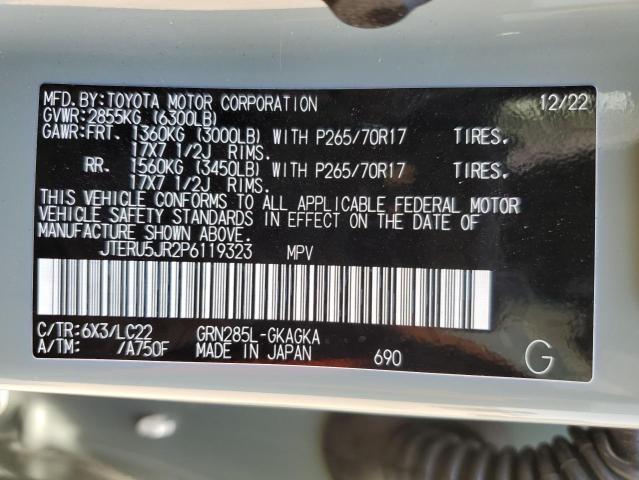 MFD.BY:TOYOTA MOTOR CORPORATION 12/22
GVWR:2855KG (6300LB)
GAWR:FRT. 1360KG (3000LB) WITH P265/70R17 TIRES.
17X7 1/2J RIMS.
RR. 1560KG (3450LB) WITH P265/70R17 TIRES.
17X7 1/2J RIMS.
THIS VEHICLE CONFORMS TO ALL APPLICABLE FEDERAL MOTOR
VEHICLE SAFETY STANDARDS IN EFFECT ON THE DATE OF
MANUFACTURE SHOWN ABOVE.
JTERU5JR2P6119323 MPV
C/TR:6X3/LC22 GRN285L-GKAGKA
A/TM: /A750F MADE IN JAPAN 690 G